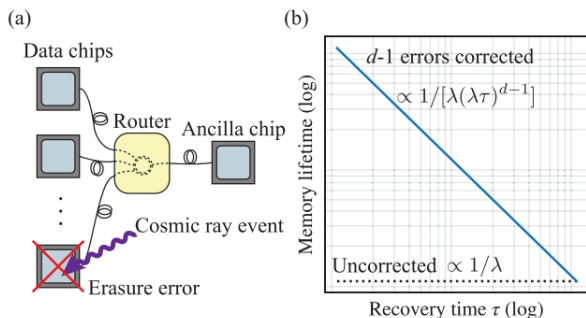 (a)
Data chips
Router
Ancilla chip
Cosmic ray event
Erasure error
(b)
Memory lifetime (log)
d-1 errors corrected
∝ 1/[λ(λτ)^{d−1}]
Uncorrected ∝ 1/λ
Recovery time τ (log)